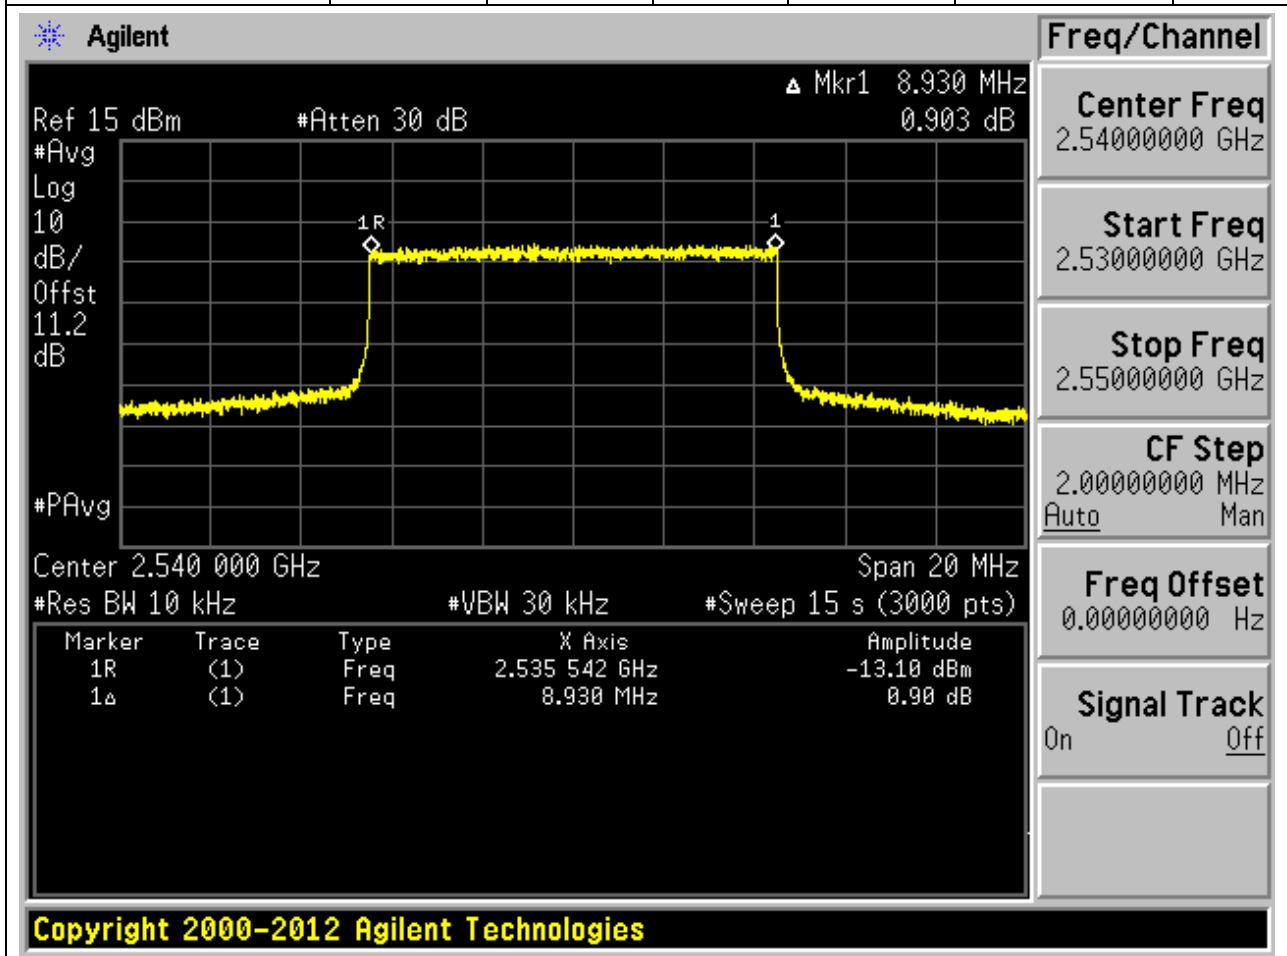 Agilent
Freq/Channel
Δ Mkr1 8.930 MHz
Ref 15 dBm #Atten 30 dB 0.903 dB
#Avg
Log
10
dB/
Offst
11.2
dB
1R
1
#PAvg
Center 2.540 000 GHz Span 20 MHz
#Res BW 10 kHz #VBW 30 kHz #Sweep 15 s (3000 pts)
Marker Trace Type X Axis Amplitude
1R (1) Freq 2.535 542 GHz -13.10 dBm
1Δ (1) Freq 8.930 MHz 0.90 dB
Center Freq
2.54000000 GHz
Start Freq
2.53000000 GHz
Stop Freq
2.55000000 GHz
CF Step
2.00000000 MHz
Auto Man
Freq Offset
0.00000000 Hz
Signal Track
On Off
Copyright 2000-2012 Agilent Technologies